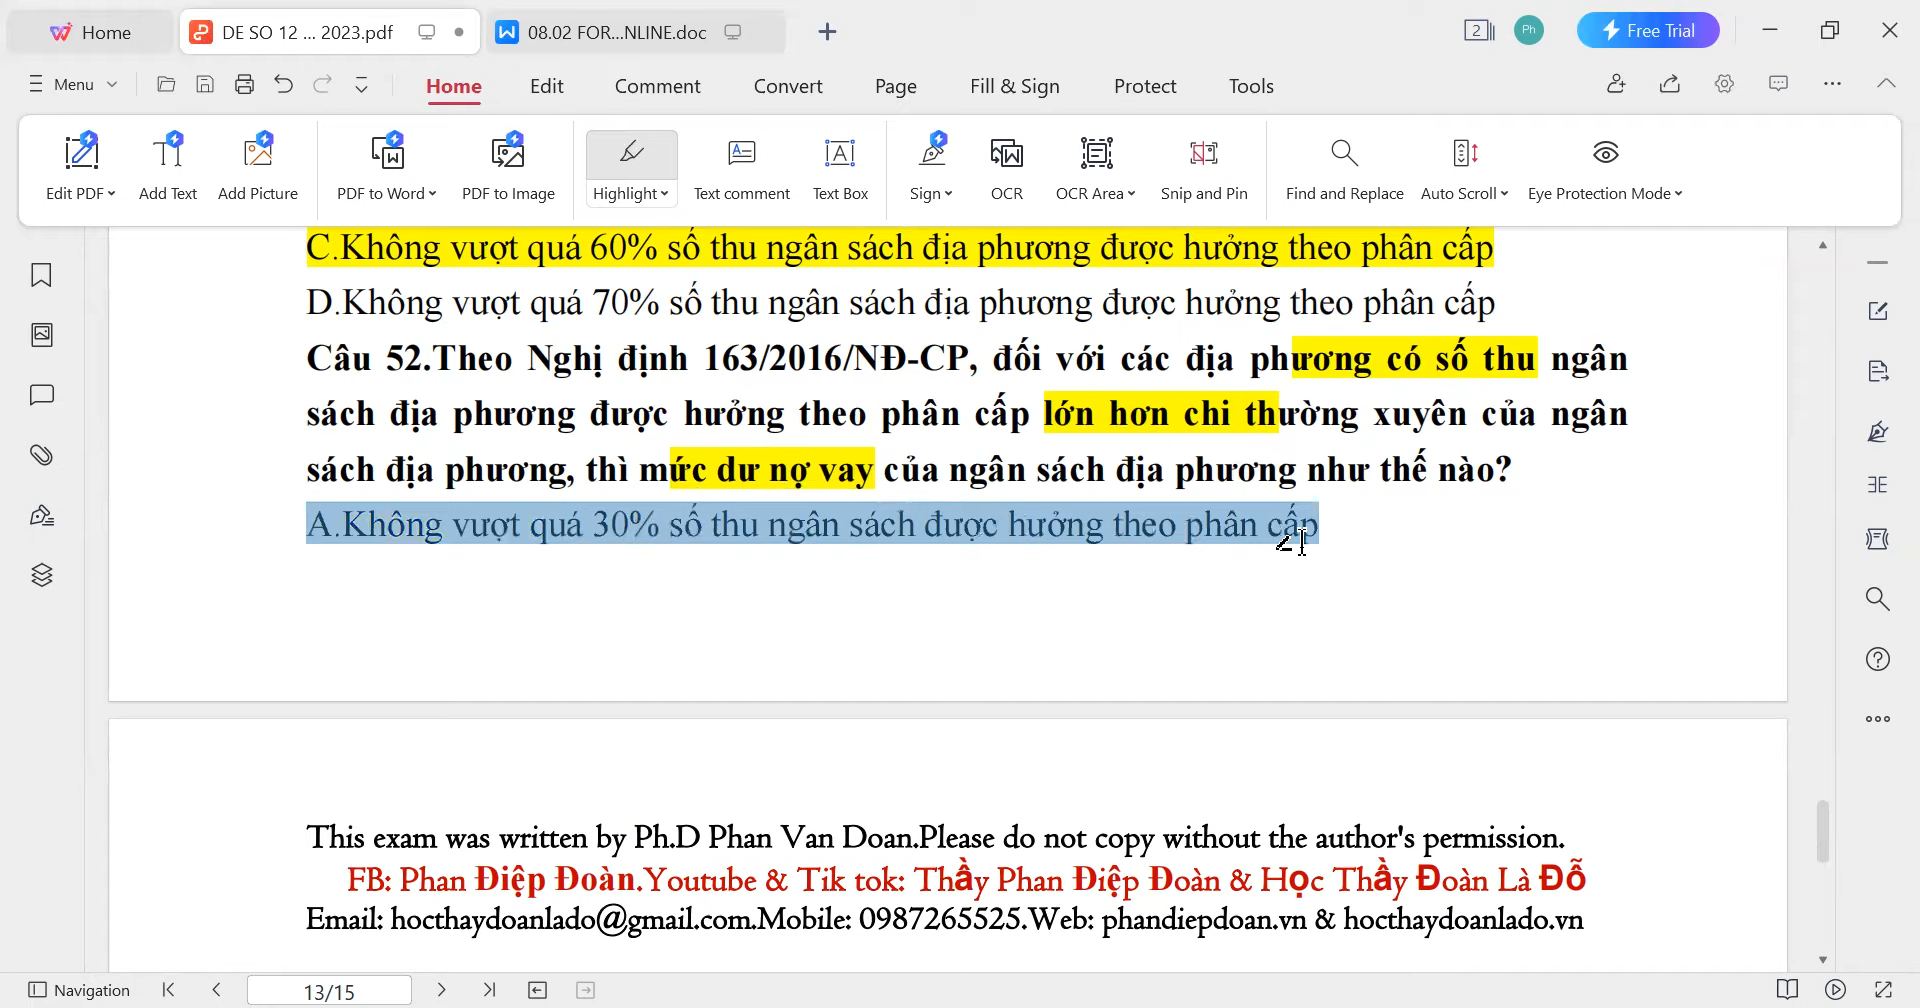 Home
DE SO 12 ... 2023.pdf
08.02 FOR...NLINE.doc
2
Ph
Free Trial
Menu
Home
Edit
Comment
Convert
Page
Fill & Sign
Protect
Tools
Edit PDF
Add Text
Add Picture
PDF to Word
PDF to Image
Highlight
Text comment
Text Box
Sign
OCR
OCR Area
Snip and Pin
Find and Replace
Auto Scroll
Eye Protection Mode
C.Không vượt quá 60% số thu ngân sách địa phương được hưởng theo phân cấp
D.Không vượt quá 70% số thu ngân sách địa phương được hưởng theo phân cấp
Câu 52.Theo Nghị định 163/2016/NĐ-CP, đối với các địa phương có số thu ngân
sách địa phương được hưởng theo phân cấp lớn hơn chi thường xuyên của ngân
sách địa phương, thì mức dư nợ vay của ngân sách địa phương như thế nào?
A.Không vượt quá 30% số thu ngân sách được hưởng theo phân cấp
This exam was written by Ph.D Phan Van Doan.Please do not copy without the author's permission.
FB: Phan Điệp Đoàn.Youtube & Tik tok: Thầy Phan Điệp Đoàn & Học Thầy Đoàn Là Đỗ
Email: hocthaydoanlado@gmail.com.Mobile: 0987265525.Web: phandiepdoan.vn & hocthaydoanlado.vn
Navigation
13/15